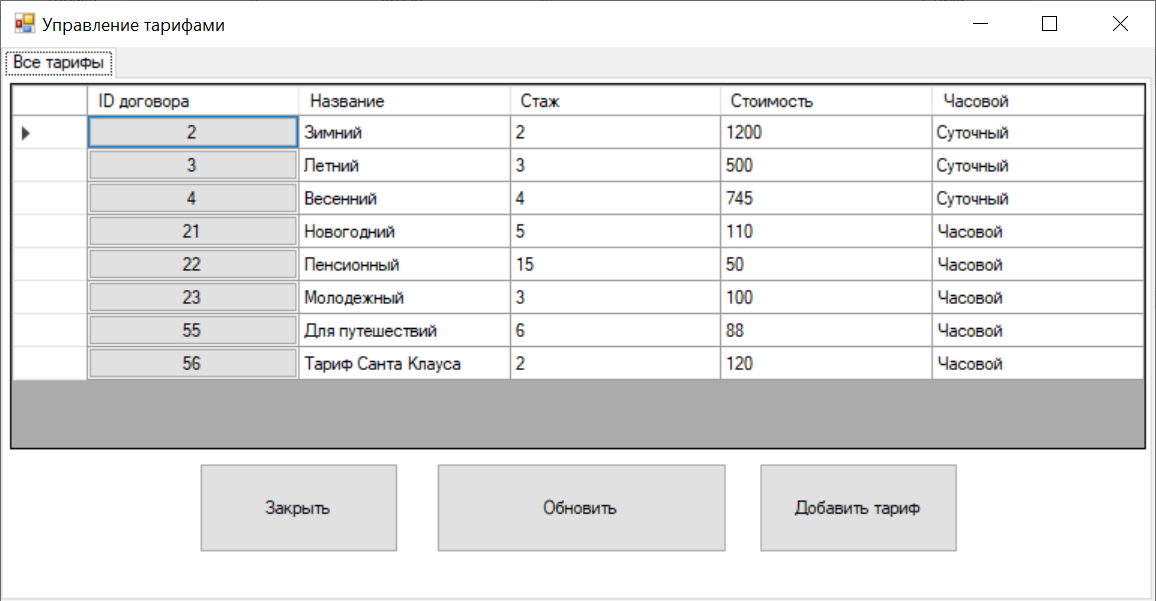 Управление тарифами
Все тарифы
ID договора Название Стаж Стоимость Часовой
2 Зимний 2 1200 Суточный
3 Летний 3 500 Суточный
4 Весенний 4 745 Суточный
21 Новогодний 5 110 Часовой
22 Пенсионный 15 50 Часовой
23 Молодежный 3 100 Часовой
55 Для путешествий 6 88 Часовой
56 Тариф Санта Клауса 2 120 Часовой
Закрыть Обновить Добавить тариф